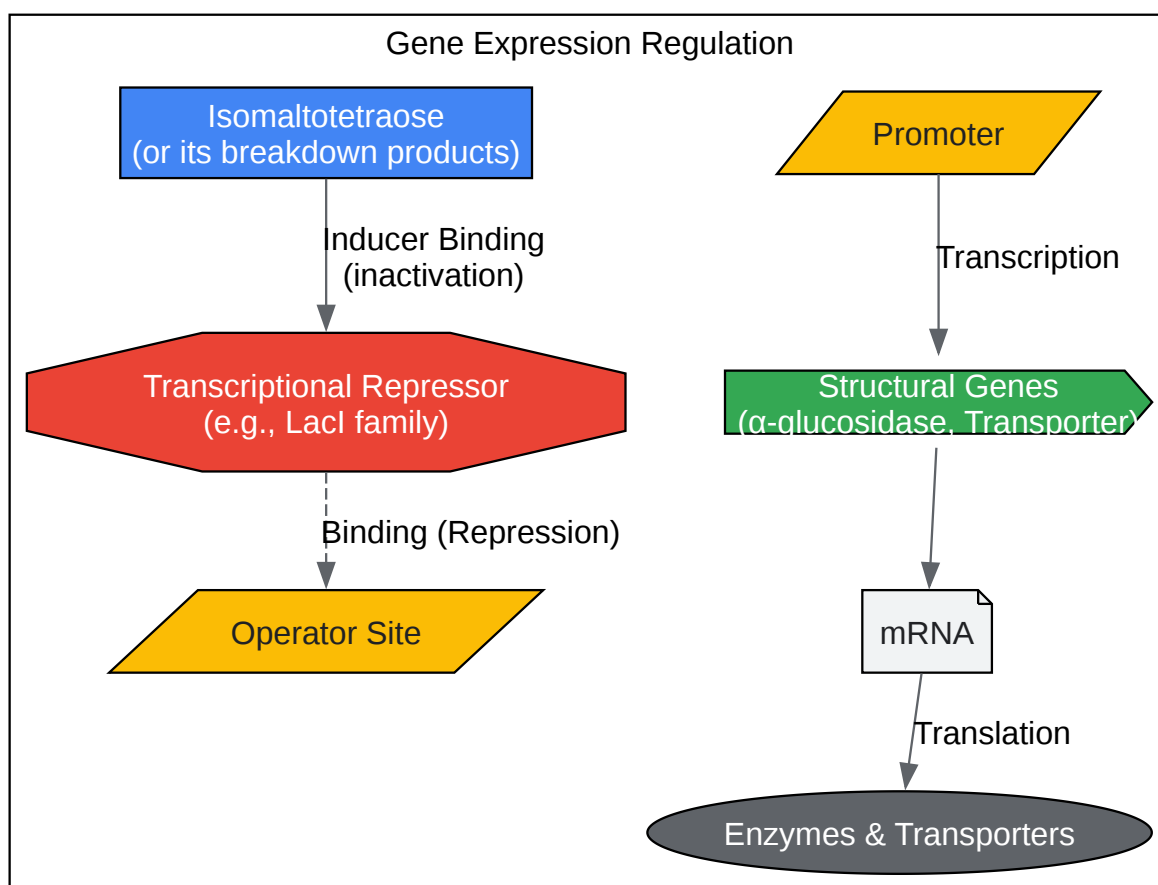 Gene Expression Regulation
Isomaltotetraose
(or its breakdown products)
Inducer Binding
(inactivation)
Transcriptional Repressor
(e.g., LacI family)
Binding (Repression)
Operator Site
Promoter
Transcription
Structural Genes
(α-glucosidase, Transporter)
mRNA
Translation
Enzymes & Transporters